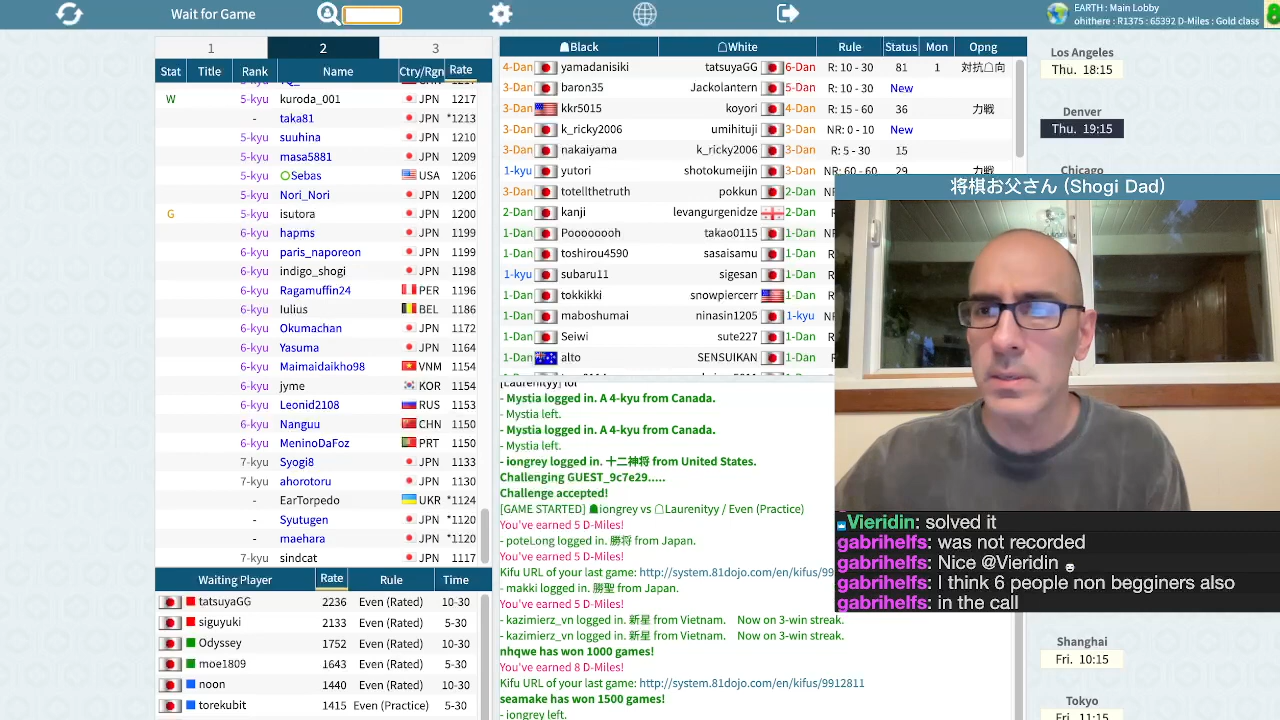 Wait for Game
EARTH : Main Lobby
ohithere : R1375 : 65392 D-Miles : Gold class
1 2 3
Stat Title Rank Name Ctry/Rgn Rate
W 5-kyu kuroda_001 JPN 1217
- taka81 JPN *1213
5-kyu suuhina JPN 1210
5-kyu masa5881 JPN 1209
5-kyu Sebas USA 1206
5-kyu Nori_Nori JPN 1200
G 5-kyu isutora JPN 1200
6-kyu hapms JPN 1199
6-kyu paris_naporeon JPN 1199
6-kyu indigo_shogi JPN 1198
6-kyu Ragamuffin24 PER 1196
6-kyu Iulius BEL 1186
6-kyu Okumachan JPN 1172
6-kyu Yasuma JPN 1164
6-kyu Maimaidaikho98 VNM 1154
6-kyu jyme KOR 1154
6-kyu Leonid2108 RUS 1153
6-kyu Nanguu CHN 1150
6-kyu MeninoDaFoz PRT 1150
7-kyu Syogi8 JPN 1133
7-kyu ahorotoru JPN 1130
- EarTorpedo UKR *1124
- Syutugen JPN *1120
- maehara JPN *1120
7-kyu sindcat JPN 1117
Waiting Player Rate Rule Time
tatsuyaGG 2236 Even (Rated) 10-30
siguyuki 2133 Even (Rated) 5-30
Odyssey 1752 Even (Rated) 10-30
moe1809 1643 Even (Rated) 5-30
noon 1440 Even (Rated) 10-30
torekubit 1415 Even (Practice) 5-30
Black White Rule Status Mon Opng
4-Dan yamadanisiki tatsuyaGG 6-Dan R: 10 - 30 81 1 対抗☖向
3-Dan baron35 Jackolantern 5-Dan R: 10 - 30 New
3-Dan kkr5015 koyori 4-Dan R: 15 - 60 36 力戦
3-Dan k_ricky2006 umihituji 3-Dan NR: 0 - 10 New
3-Dan nakaiyama k_ricky2006 3-Dan R: 5 - 30 15
1-kyu yutori shotokumeijin 3-Dan NR: 60 - 60 29 力戦
3-Dan totellthetruth pokkun 2-Dan
2-Dan kanji levangurgenidze 2-Dan
1-Dan Poooooooh takao0115 1-Dan
1-Dan toshirou4590 sasaisamu 1-Dan
1-kyu subaru11 sigesan 1-Dan
1-Dan tokkikki snowpiercerr 1-Dan
1-Dan maboshumai ninasin1205 1-kyu
1-Dan Seiwi sute227 1-Dan
1-Dan alto SENSUIKAN 1-Dan
[Laurenityy] lol
- Mystia logged in. A 4-kyu from Canada.
- Mystia left.
- Mystia logged in. A 4-kyu from Canada.
- Mystia left.
- iongrey logged in. 十二神将 from United States.
Challenging GUEST_9c7e29.....
Challenge accepted!
[GAME STARTED] ☗iongrey vs ☖Laurenityy / Even (Practice)
You've earned 5 D-Miles!
- poteLong logged in. 勝将 from Japan.
You've earned 5 D-Miles!
Kifu URL of your last game: http://system.81dojo.com/en/kifus/99
- makki logged in. 勝聖 from Japan.
You've earned 5 D-Miles!
- kazimierz_vn logged in. 新星 from Vietnam. Now on 3-win streak.
- kazimierz_vn logged in. 新星 from Vietnam. Now on 3-win streak.
nhqwe has won 1000 games!
You've earned 8 D-Miles!
Kifu URL of your last game: http://system.81dojo.com/en/kifus/9912811
seamake has won 1500 games!
- iongrey left.
Los Angeles
Thu. 18:15
Denver
Thu. 19:15
Chicago
将棋お父さん (Shogi Dad)
Vieridin: solved it
gabrihelfs: was not recorded
gabrihelfs: Nice @Vieridin
gabrihelfs: I think 6 people non begginers also
gabrihelfs: in the call
Shanghai
Fri. 10:15
Tokyo
Fri. 11:15